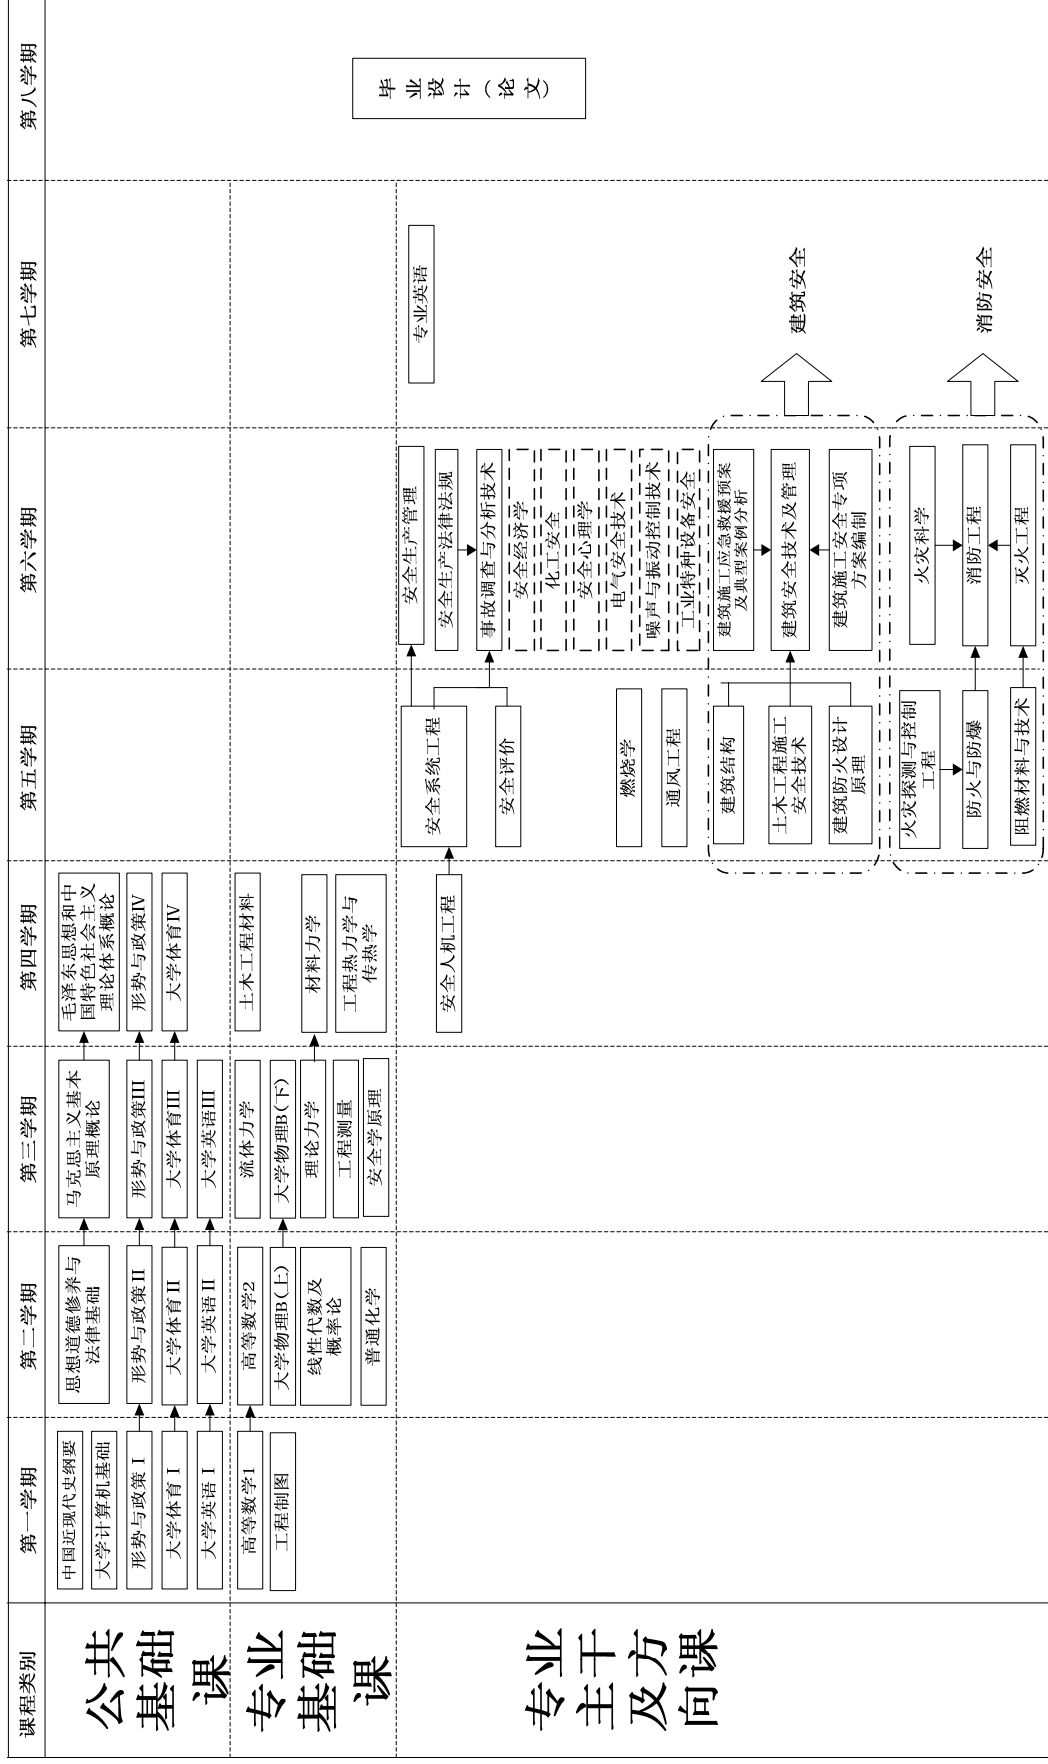 课程类别
第一学期
第二学期
第三学期
第四学期
第五学期
第六学期
第七学期
第八学期
公共
基础
课
中国近现代史纲要
大学计算机基础
形势与政策Ⅰ
大学体育Ⅰ
大学英语Ⅰ
思想道德修养与
法律基础
形势与政策Ⅱ
大学体育Ⅱ
大学英语Ⅱ
马克思主义基本
原理概论
形势与政策III
大学体育III
大学英语III
毛泽东思想和中
国特色社会主义
理论体系概论
形势与政策IV
大学体育IV
专业
基础
课
高等数学1
工程制图
高等数学2
大学物理B(上)
线性代数及
概率论
普通化学
流体力学
大学物理B(下)
理论力学
工程测量
安全学原理
土木工程材料
材料力学
工程热力学与
传热学
专业
主干
及方
向课
安全人机工程
安全系统工程
安全评价
燃烧学
通风工程
建筑结构
土木工程施工
安全技术
建筑防火设计
原理
火灾探测与控制
工程
防火与防爆
阻燃材料与技术
安全生产管理
安全生产法律法规
事故调查与分析技术
安全经济学
化工安全
安全心理学
电气安全技术
噪声与振动控制技术
工业特种设备安全
建筑施工应急救援预案
及典型案例分析
建筑安全技术及管理
建筑施工安全专项
方案编制
火灾科学
消防工程
灭火工程
专业英语
建筑安全
消防安全
毕业设计(论文)